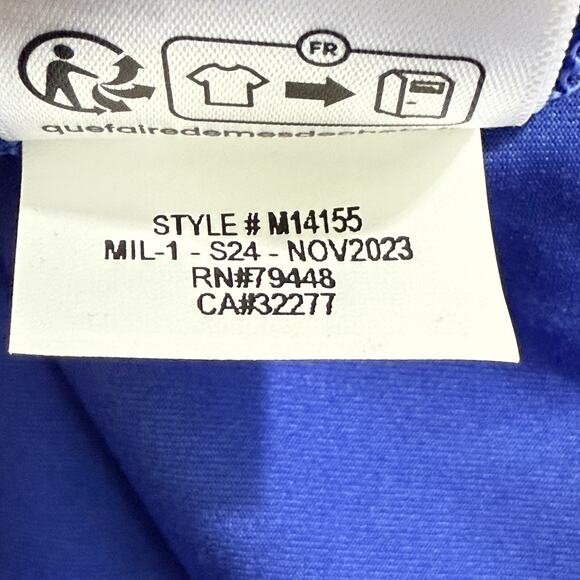 FR
STYLE # M14155
MIL-1 - S24 - NOV2023
RN#79448
CA#32277